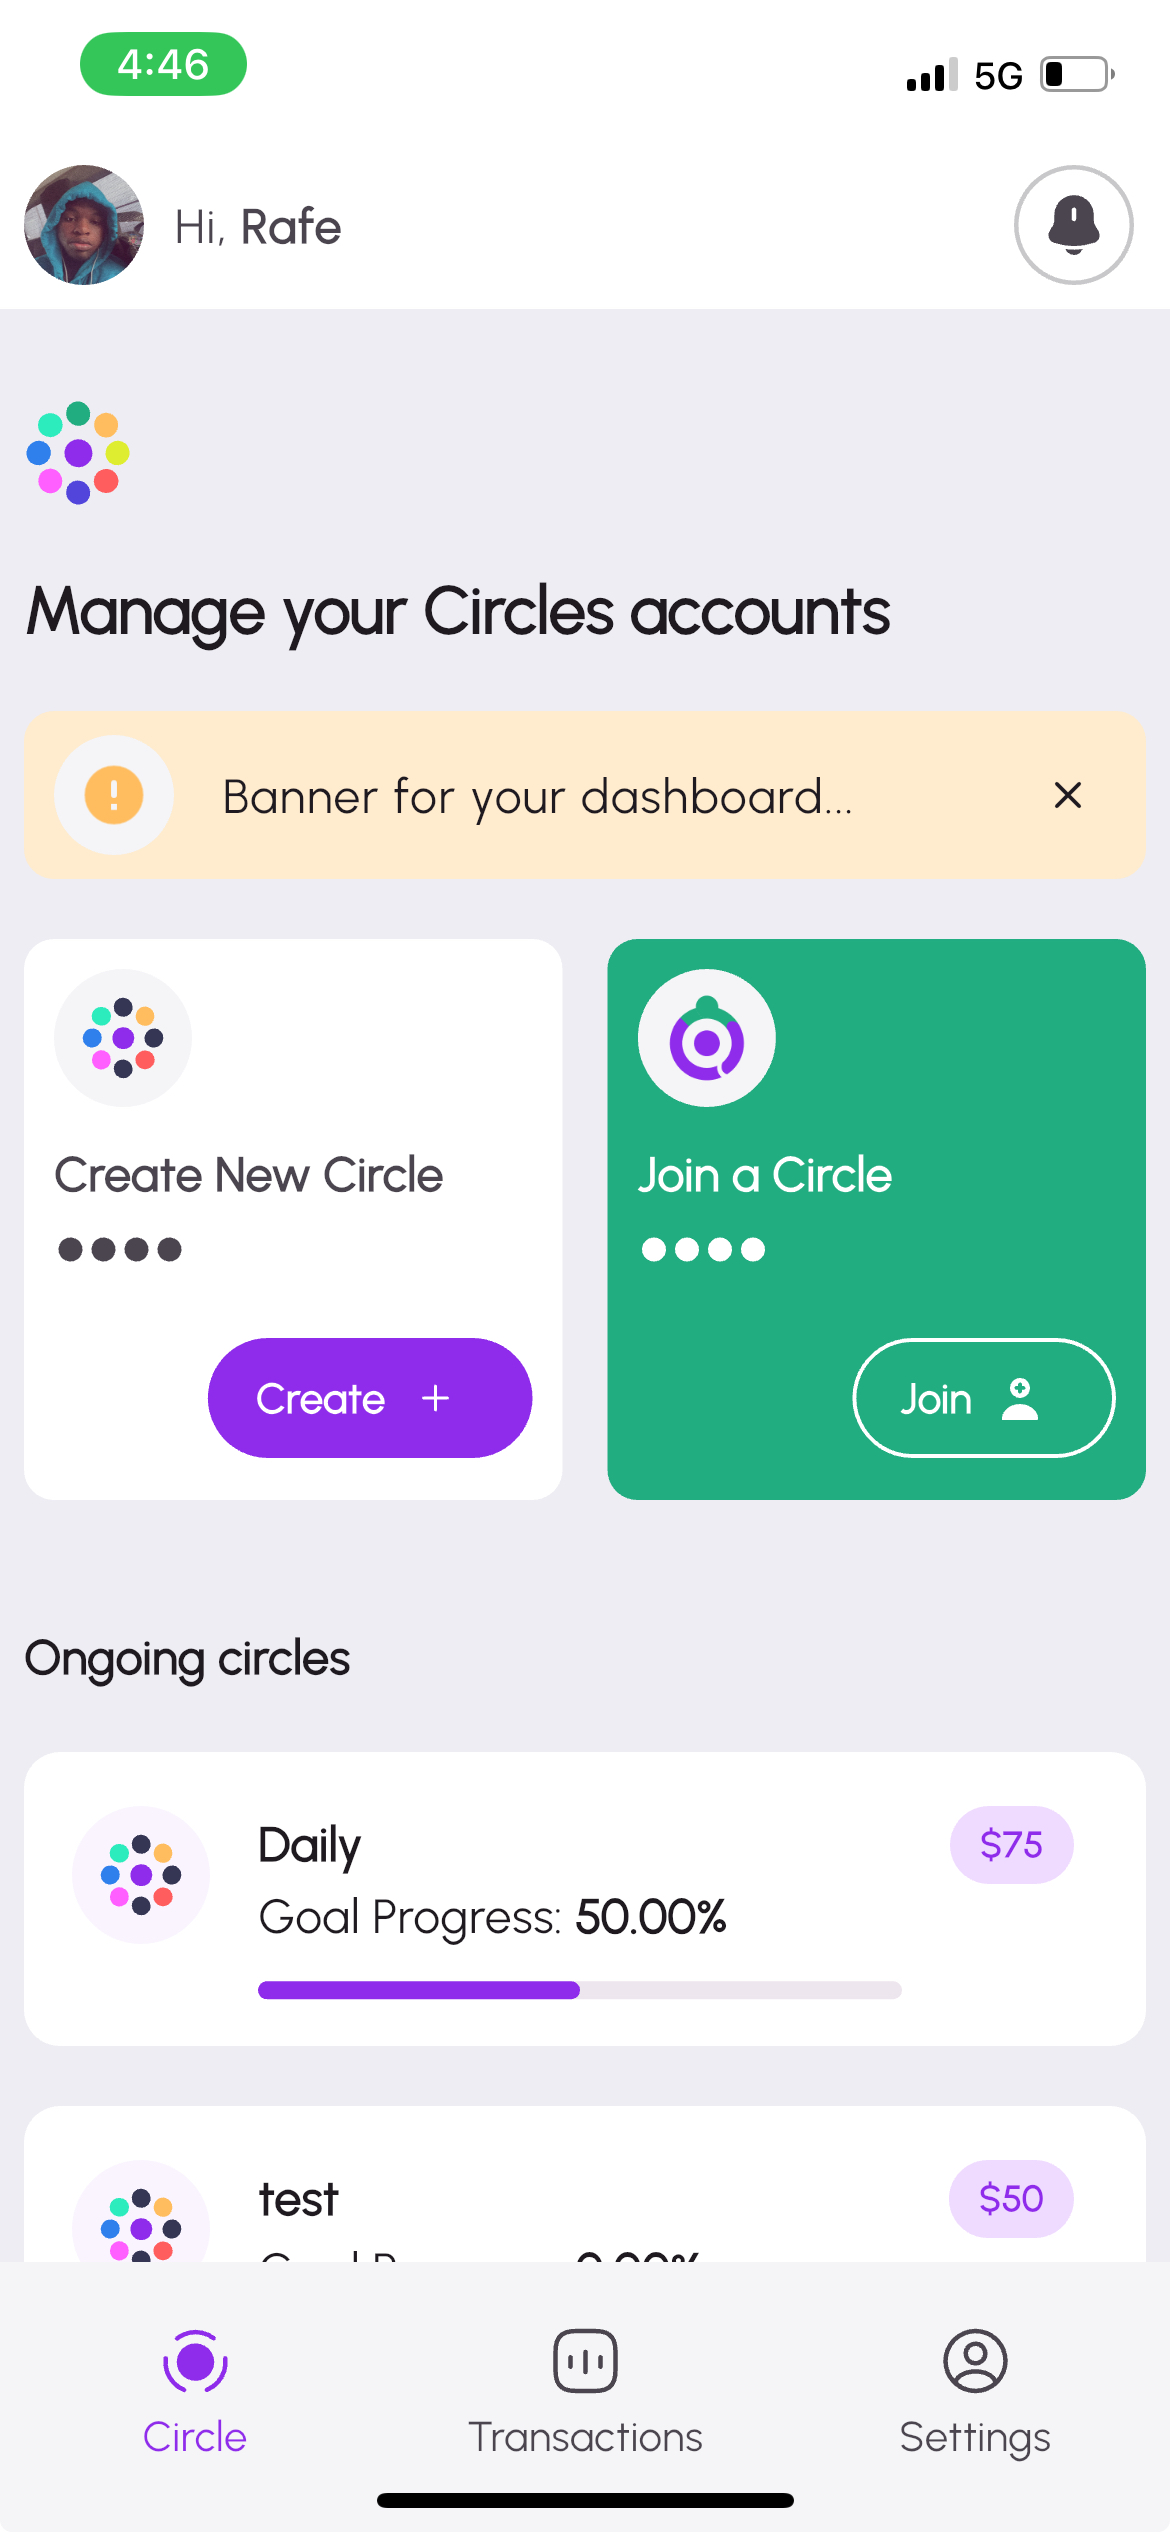 4:46
5G
Hi, Rafe
Manage your Circles accounts
Banner for your dashboard...
Create New Circle
Join a Circle
Create
Join
Ongoing circles
Daily
$75
Goal Progress: 50.00%
test
$50
Circle
Transactions
Settings